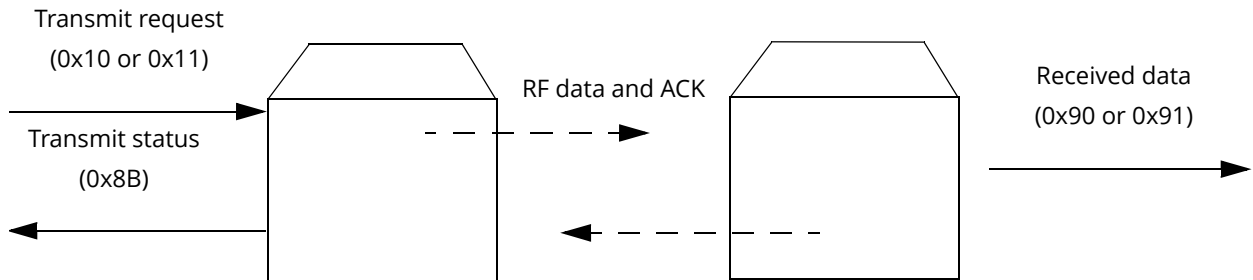 Transmit request
(0x10 or 0x11)
Transmit status
(0x8B)
RF data and ACK
Received data
(0x90 or 0x91)